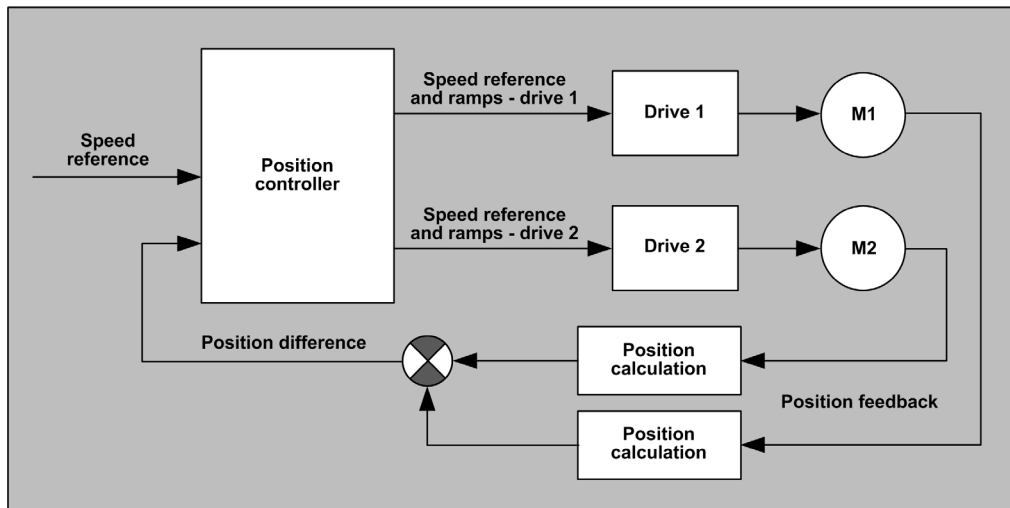 Speed reference
and ramps - drive 1
Drive 1
M1
Speed
reference
Position
controller
Speed reference
and ramps - drive 2
Drive 2
M2
Position difference
Position
calculation
Position feedback
Position
calculation